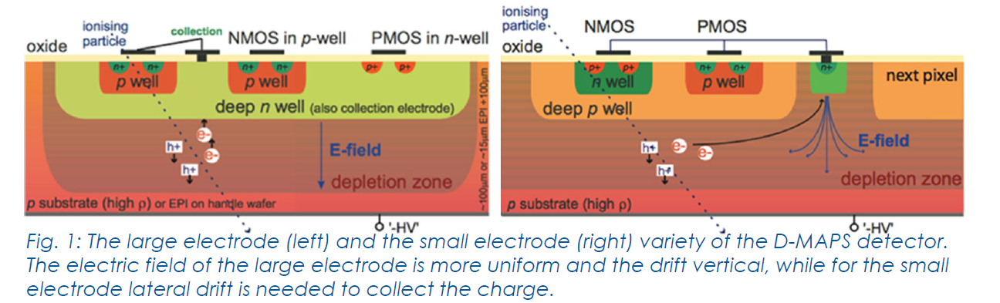 ionising
particle
collection
NMOS in p-well
PMOS in n-well
oxide
n+
n+
n+
n+
p+
p+
p well
p well
deep n well (also collection electrode)
e-
h+
e-
h+
E-field
depletion zone
p substrate (high ρ) or EPI on handle wafer
~100µm or ~15µm EPI +100µm
'-HV'
ionising
particle
NMOS
PMOS
oxide
p+
p+
n+
n+
n+
n well
p well
next pixel
deep p well
h+
e-
e-
h+
E-field
depletion zone
p substrate (high ρ)
'-HV'
Fig. 1: The large electrode (left) and the small electrode (right) variety of the D-MAPS detector.
The electric field of the large electrode is more uniform and the drift vertical, while for the small
electrode lateral drift is needed to collect the charge.